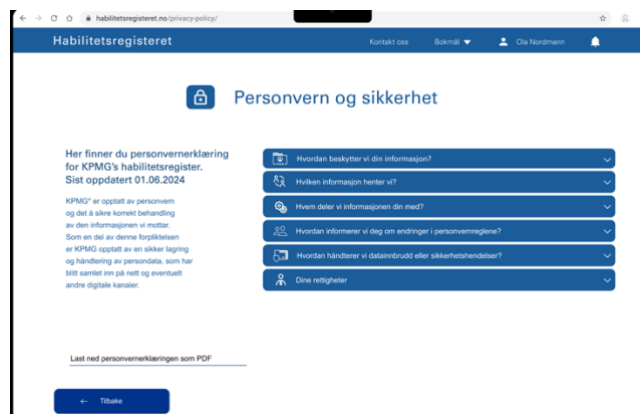 habilitetsregisteret.no/privacy-policy/
Habilitetsregisteret
Kontakt oss
Bokmål
Ola Nordmann
Personvern og sikkerhet
Her finner du personvernerklæring
for KPMG's habilitetsregister.
Sist oppdatert 01.06.2024
KPMG* er opptatt av personvern
og det å sikre korrekt behandling
av den informasjonen vi mottar.
Som en del av denne forpliktelsen
er KPMG opptatt av en sikker lagring
og håndtering av persondata, som har
blitt samlet inn på nett og eventuelt
andre digitale kanaler.
Hvordan beskytter vi din informasjon?
Hvilken informasjon henter vi?
Hvem deler vi informasjonen din med?
Hvordan informerer vi deg om endringer i personvernreglene?
Hvordan håndterer vi datainnbrudd eller sikkerhetshendelser?
Dine rettigheter
Last ned personvernerklæringen som PDF
← Tilbake